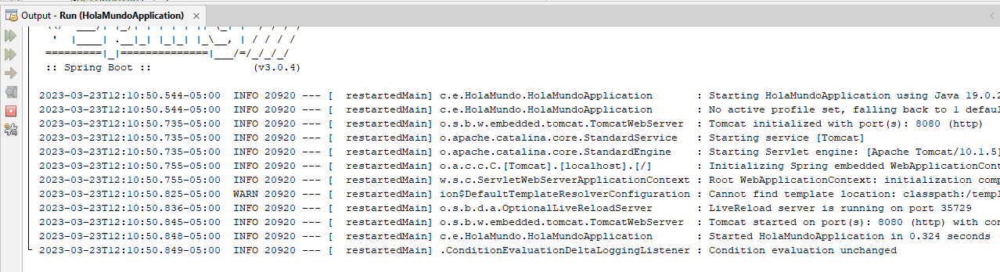 Output - Run (HolaMundoApplication) ×
' |____| .__|_| |_|_| |_\__, | / / / /
=========|_|==============|___/=/_/_/_/
:: Spring Boot :: (v3.0.4)
2023-03-23T12:10:50.544-05:00 INFO 20920 --- [ restartedMain] c.e.HolaMundo.HolaMundoApplication : Starting HolaMundoApplication using Java 19.0.2
2023-03-23T12:10:50.544-05:00 INFO 20920 --- [ restartedMain] c.e.HolaMundo.HolaMundoApplication : No active profile set, falling back to 1 defaul
2023-03-23T12:10:50.735-05:00 INFO 20920 --- [ restartedMain] o.s.b.w.embedded.tomcat.TomcatWebServer : Tomcat initialized with port(s): 8080 (http)
2023-03-23T12:10:50.735-05:00 INFO 20920 --- [ restartedMain] o.apache.catalina.core.StandardService : Starting service [Tomcat]
2023-03-23T12:10:50.735-05:00 INFO 20920 --- [ restartedMain] o.apache.catalina.core.StandardEngine : Starting Servlet engine: [Apache Tomcat/10.1.5]
2023-03-23T12:10:50.755-05:00 INFO 20920 --- [ restartedMain] o.a.c.c.C.[Tomcat].[localhost].[/] : Initializing Spring embedded WebApplicationCont
2023-03-23T12:10:50.755-05:00 INFO 20920 --- [ restartedMain] w.s.c.ServletWebServerApplicationContext : Root WebApplicationContext: initialization comp
2023-03-23T12:10:50.825-05:00 WARN 20920 --- [ restartedMain] ion$DefaultTemplateResolverConfiguration : Cannot find template location: classpath:/templ
2023-03-23T12:10:50.836-05:00 INFO 20920 --- [ restartedMain] o.s.b.d.a.OptionalLiveReloadServer : LiveReload server is running on port 35729
2023-03-23T12:10:50.845-05:00 INFO 20920 --- [ restartedMain] o.s.b.w.embedded.tomcat.TomcatWebServer : Tomcat started on port(s): 8080 (http) with con
2023-03-23T12:10:50.848-05:00 INFO 20920 --- [ restartedMain] c.e.HolaMundo.HolaMundoApplication : Started HolaMundoApplication in 0.324 seconds (
2023-03-23T12:10:50.849-05:00 INFO 20920 --- [ restartedMain] .ConditionEvaluationDeltaLoggingListener : Condition evaluation unchanged